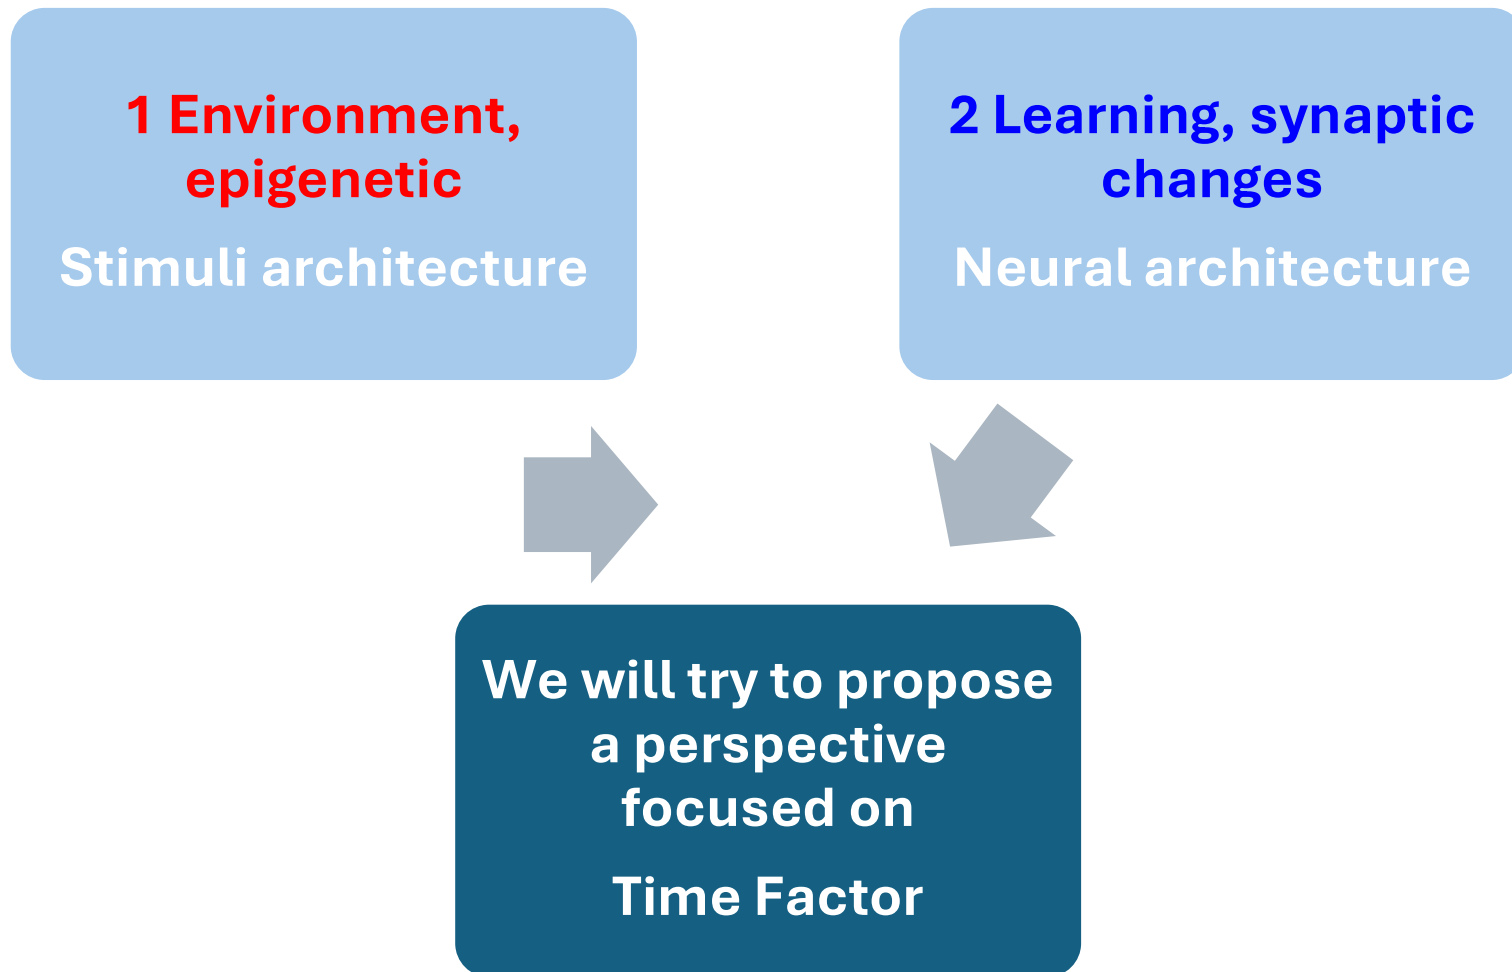 1 Environment,
epigenetic
Stimuli architecture
2 Learning, synaptic
changes
Neural architecture
We will try to propose
a perspective
focused on
Time Factor